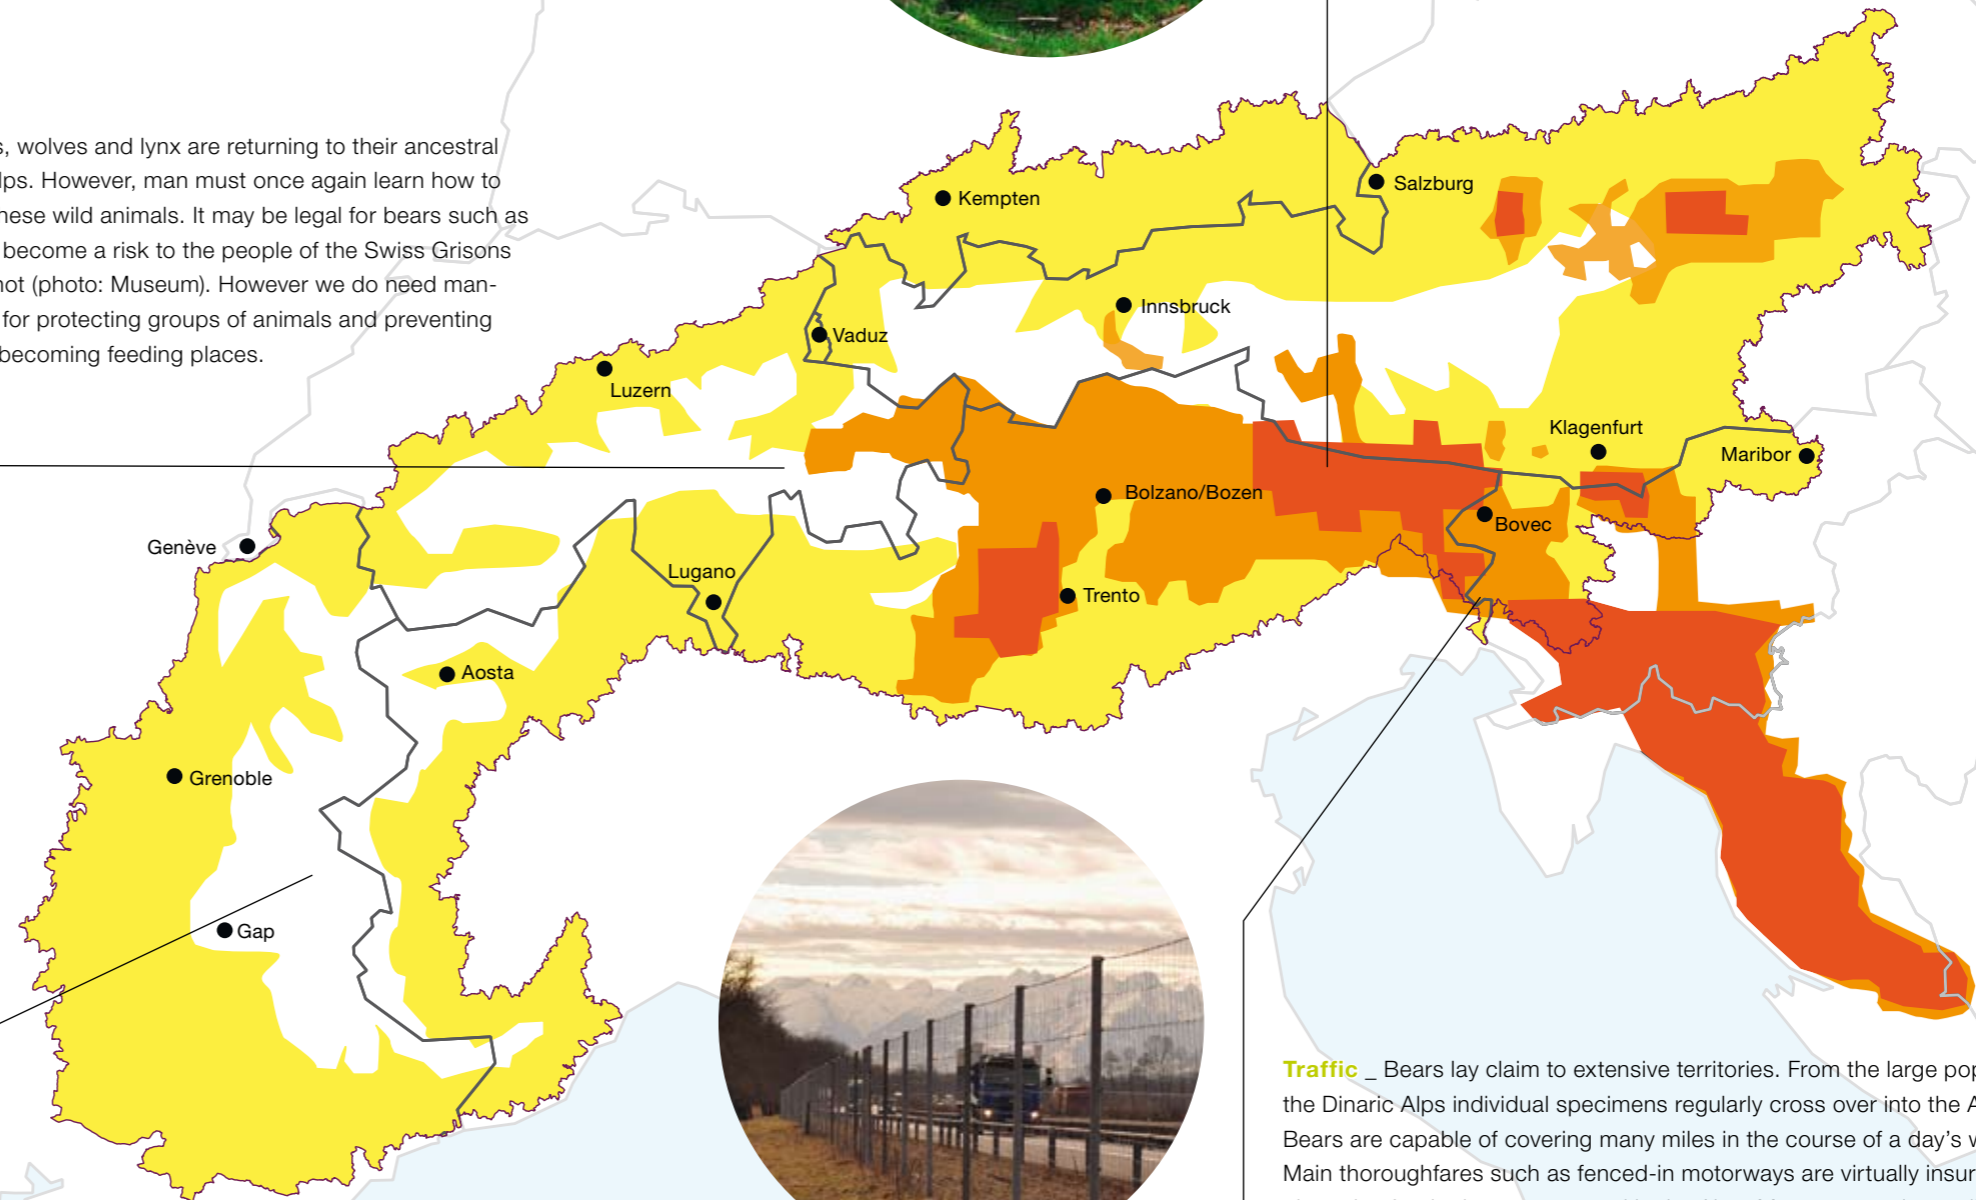 s, wolves and lynx are returning to their ancestral
lps. However, man must once again learn how to
hese wild animals. It may be legal for bears such as
become a risk to the people of the Swiss Grisons
not (photo: Museum). However we do need man-
for protecting groups of animals and preventing
becoming feeding places.
Kempten
Salzburg
Innsbruck
Vaduz
Luzern
Klagenfurt
Maribor
Bolzano/Bozen
Bovec
Genève
Lugano
Trento
Aosta
Grenoble
Gap
Traffic _ Bears lay claim to extensive territories. From the large pop
the Dinaric Alps individual specimens regularly cross over into the A
Bears are capable of covering many miles in the course of a day's w
Main thoroughfares such as fenced-in motorways are virtually insur